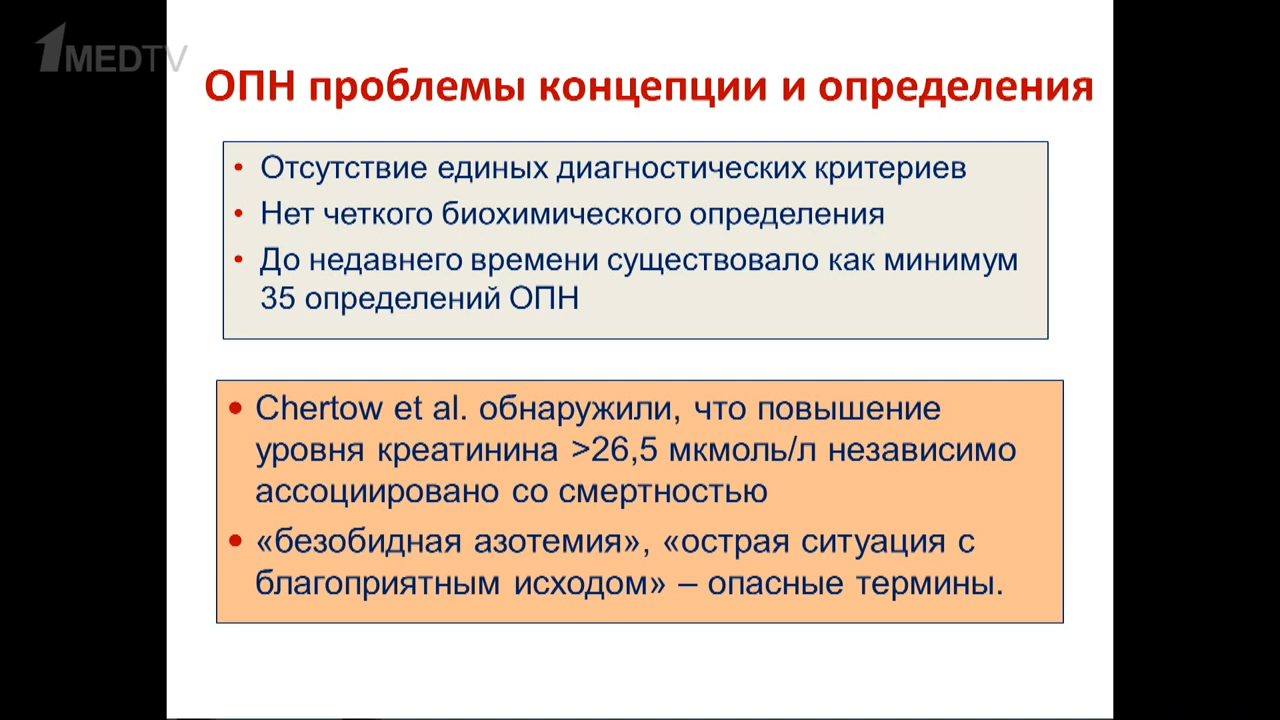 1MEDTV
ОПН проблемы концепции и определения
• Отсутствие единых диагностических критериев
• Нет четкого биохимического определения
• До недавнего времени существовало как минимум
35 определений ОПН
• Chertow et al. обнаружили, что повышение
уровня креатинина >26,5 мкмоль/л независимо
ассоциировано со смертностью
• «безобидная азотемия», «острая ситуация с
благоприятным исходом» – опасные термины.